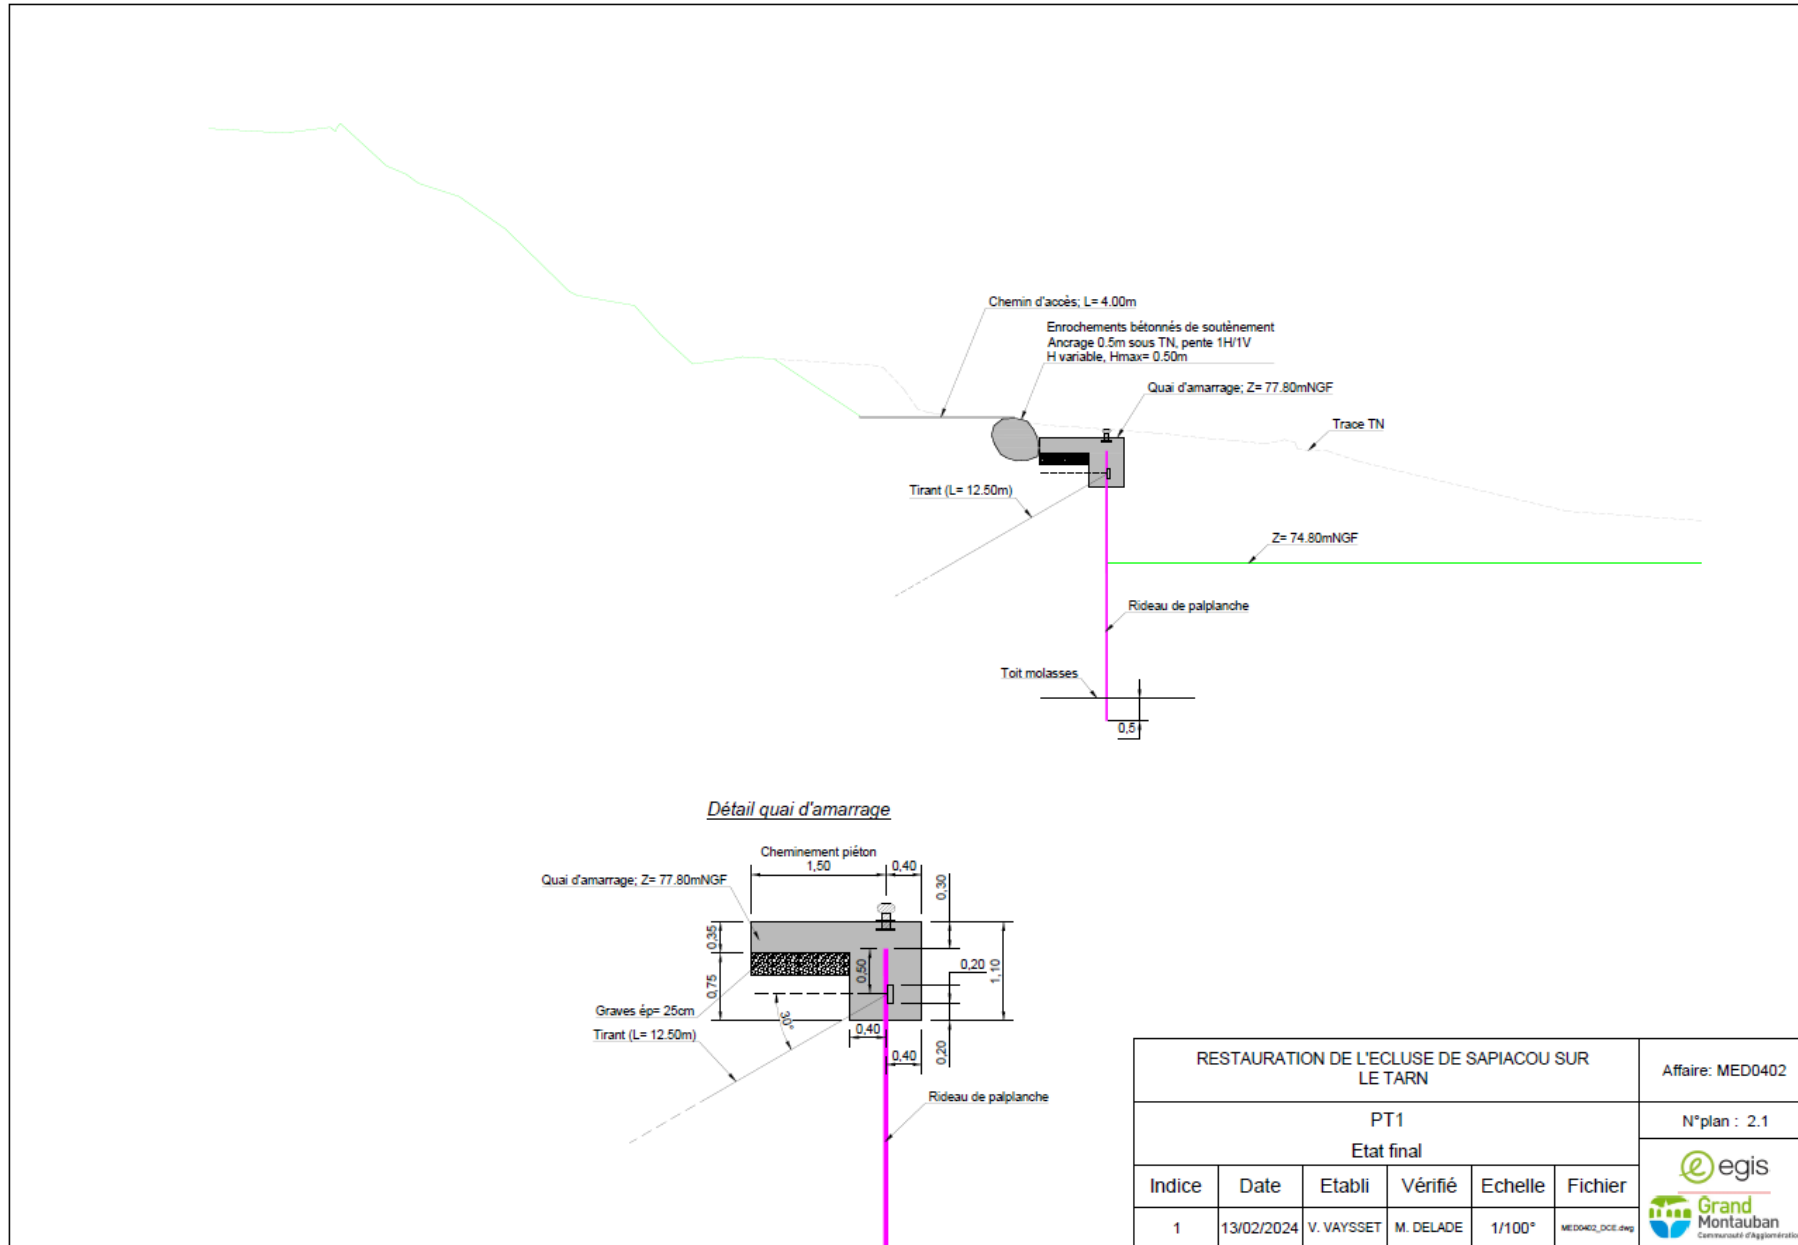 Chemin d'accès; L= 4.00m
Enrochements bétonnés de soutènement
Ancrage 0.5m sous TN, pente 1H/1V
H variable, Hmax= 0.50m
Quai d'amarrage; Z= 77.80mNGF
Trace TN
Tirant (L= 12.50m)
Z= 74.80mNGF
Rideau de palplanche
Toit molasses
0,5
Détail quai d'amarrage
Cheminement piéton
1,50
0,40
Quai d'amarrage; Z= 77.80mNGF
0,30
0,35
0,75
0,50
0,20
1,10
Graves ép= 25cm
30°
Tirant (L= 12.50m)
0,40
0,40
0,20
Rideau de palplanche
RESTAURATION DE L'ECLUSE DE SAPIACOU SUR
LE TARN
Affaire: MED0402
PT1
Etat final
N°plan : 2.1
egis
Indice Date Etabli Vérifié Echelle Fichier
1 13/02/2024 V. VAYSSET M. DELADE 1/100° MED0402_DCE.dwg
Grand
Montauban
Communauté d'Agglomération